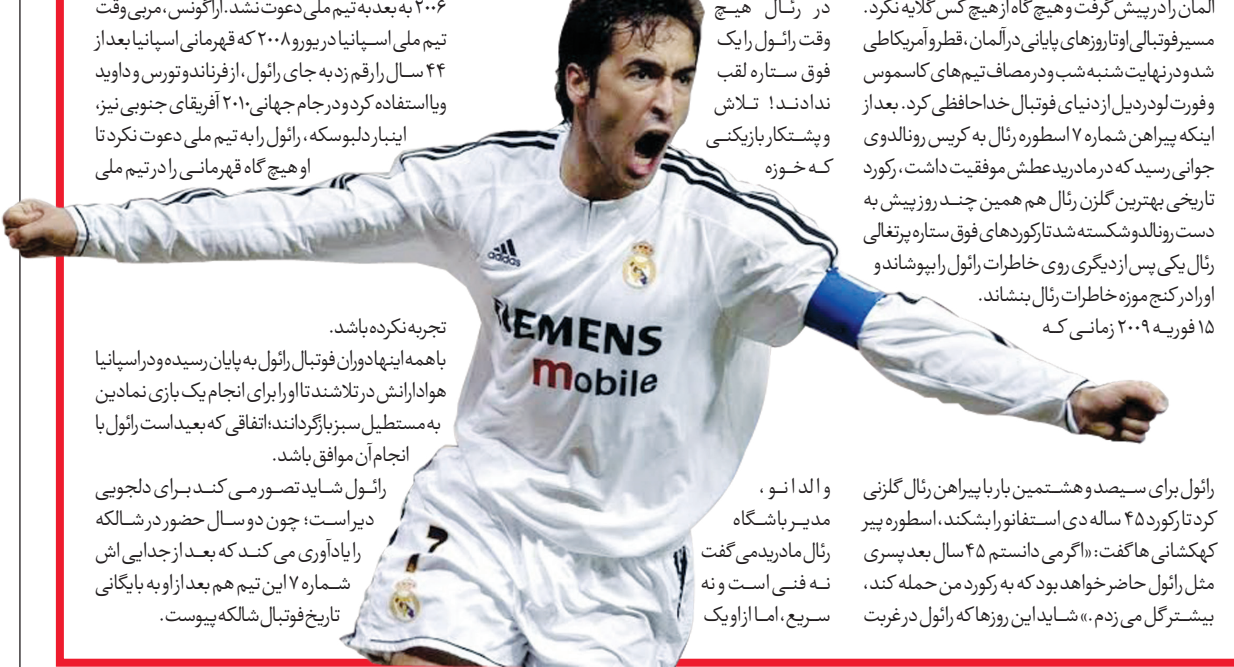 المان را در پیش گرفت و هیچ گاه از هیچ کس گلایه نکرد.
مسیر فوتبالی او تا روزهای پایانی در آلمان، قطر و آمریکا طی
شد و در نهایت شنبه شب و در مصاف تیم های کاسموس
و فورت لودردیل از دنیای فوتبال خداحافظی کرد. بعد از
اینکه پیراهن شماره ۷ اسطوره رئال به کریس رونالدوی
جوانی رسید که در مادرید عطش موفقیت داشت، رکورد
تاریخی بهترین گلزن رئال هم همین چند روز پیش به
دست رونالدو شکسته شد تا رکوردهای فوق ستاره پرتغالی
رئال یکی پس از دیگری روی خاطرات رائول را بپوشاند و
او را در کنج موزه خاطرات رئال بنشاند.
۱۵ فوریه ۲۰۰۹ زمانی که
رائول برای سیصد و هشتمین بار با پیراهن رئال گلزنی
کرد تا رکورد ۴۵ ساله دی استفانو را بشکند، اسطوره پیر
کهکشانی ها گفت: «اگر می دانستم ۴۵ سال بعد پسری
مثل رائول حاضر خواهد بود که به رکورد من حمله کند،
بیشتر گل می زدم.» شاید این روزها که رائول در غربت
در رئال هیچ
وقت رائول را یک
فوق ستاره لقب
ندادند! تلاش
و پشتکار بازیکنی
که خوزه
والدانو،
مدیر باشگاه
رئال مادرید می گفت
نه فنی است و نه
سریع، اما از او یک
۲۰۰۶ به بعد به تیم ملی دعوت نشد. آراگونس، مربی وقت
تیم ملی اسپانیا در یورو ۲۰۰۸ که قهرمانی اسپانیا بعد از
۴۴ سال را رقم زد به جای رائول، از فرناندو تورس و داوید
ویا استفاده کرد و در جام جهانی ۲۰۱۰ آفریقای جنوبی نیز،
اینبار دلبوسکه، رائول را به تیم ملی دعوت نکرد تا
او هیچ گاه قهرمانی را در تیم ملی
تجربه نکرده باشد.
با همه اینها دوران فوتبال رائول به پایان رسیده و در اسپانیا
هوادارانش در تلاشند تا او را برای انجام یک بازی نمادین
به مستطیل سبز بازگردانند؛ اتفاقی که بعید است رائول با
انجام آن موافق باشد.
رائول شاید تصور می کند برای دلجویی
دیر است؛ چون دو سال حضور در شالکه
را یادآوری می کند که بعد از جدایی اش
شماره ۷ این تیم هم بعد از او به بایگانی
تاریخ فوتبال شالکه پیوست.
adidas
SIEMENS
mobile
7